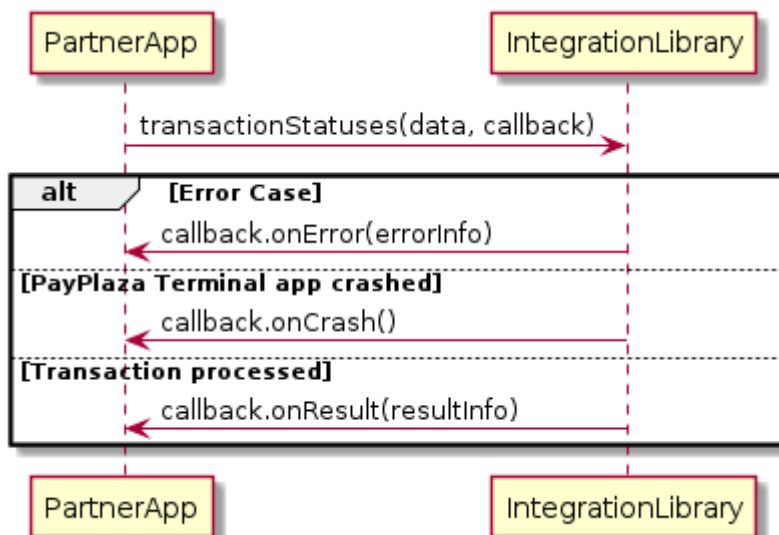 PartnerApp IntegrationLibrary
transactionStatuses(data, callback)
alt [Error Case]
callback.onError(errorInfo)
[PayPlaza Terminal app crashed]
callback.onCrash()
[Transaction processed]
callback.onResult(resultInfo)
PartnerApp IntegrationLibrary